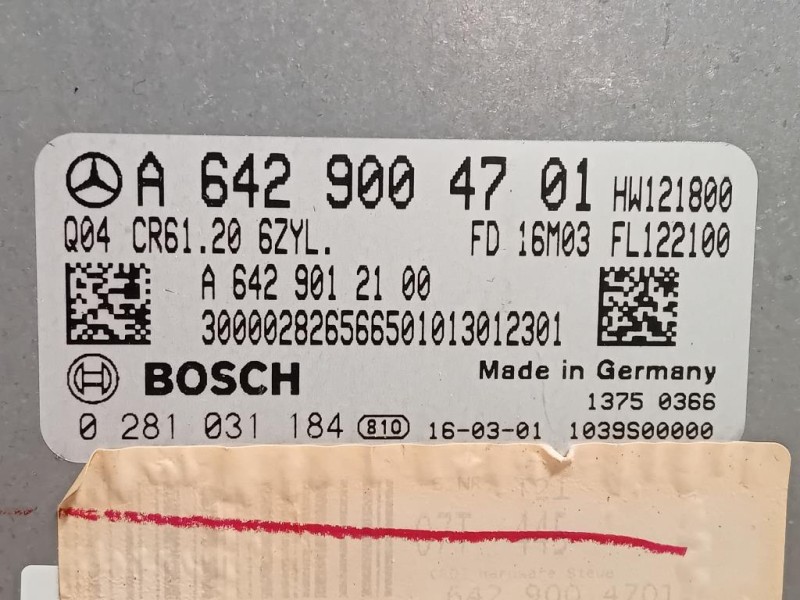 A 642 900 47 01 HW121800
Q04 CR61.20 6ZYL. FD 16M03 FL122100
A 642 901 21 00
300002826566501013012301
BOSCH
Made in Germany
1375 0366
0 281 031 184 810 16-03-01 1039S00000
642 900 4701